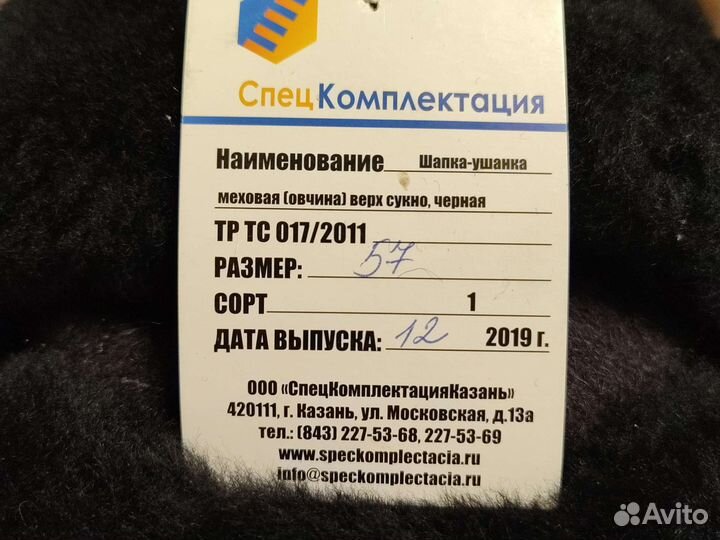 СпецКомплектация
Наименование Шапка-ушанка
меховая (овчина) верх сукно, черная
ТР ТС 017/2011
РАЗМЕР: 57
СОРТ 1
ДАТА ВЫПУСКА: 12 2019 г.
ООО «СпецКомплектацияКазань»
420111, г. Казань, ул. Московская, д.13а
тел.: (843) 227-53-68, 227-53-69
www.speckomplectacia.ru
info@speckomplectacia.ru
Avito